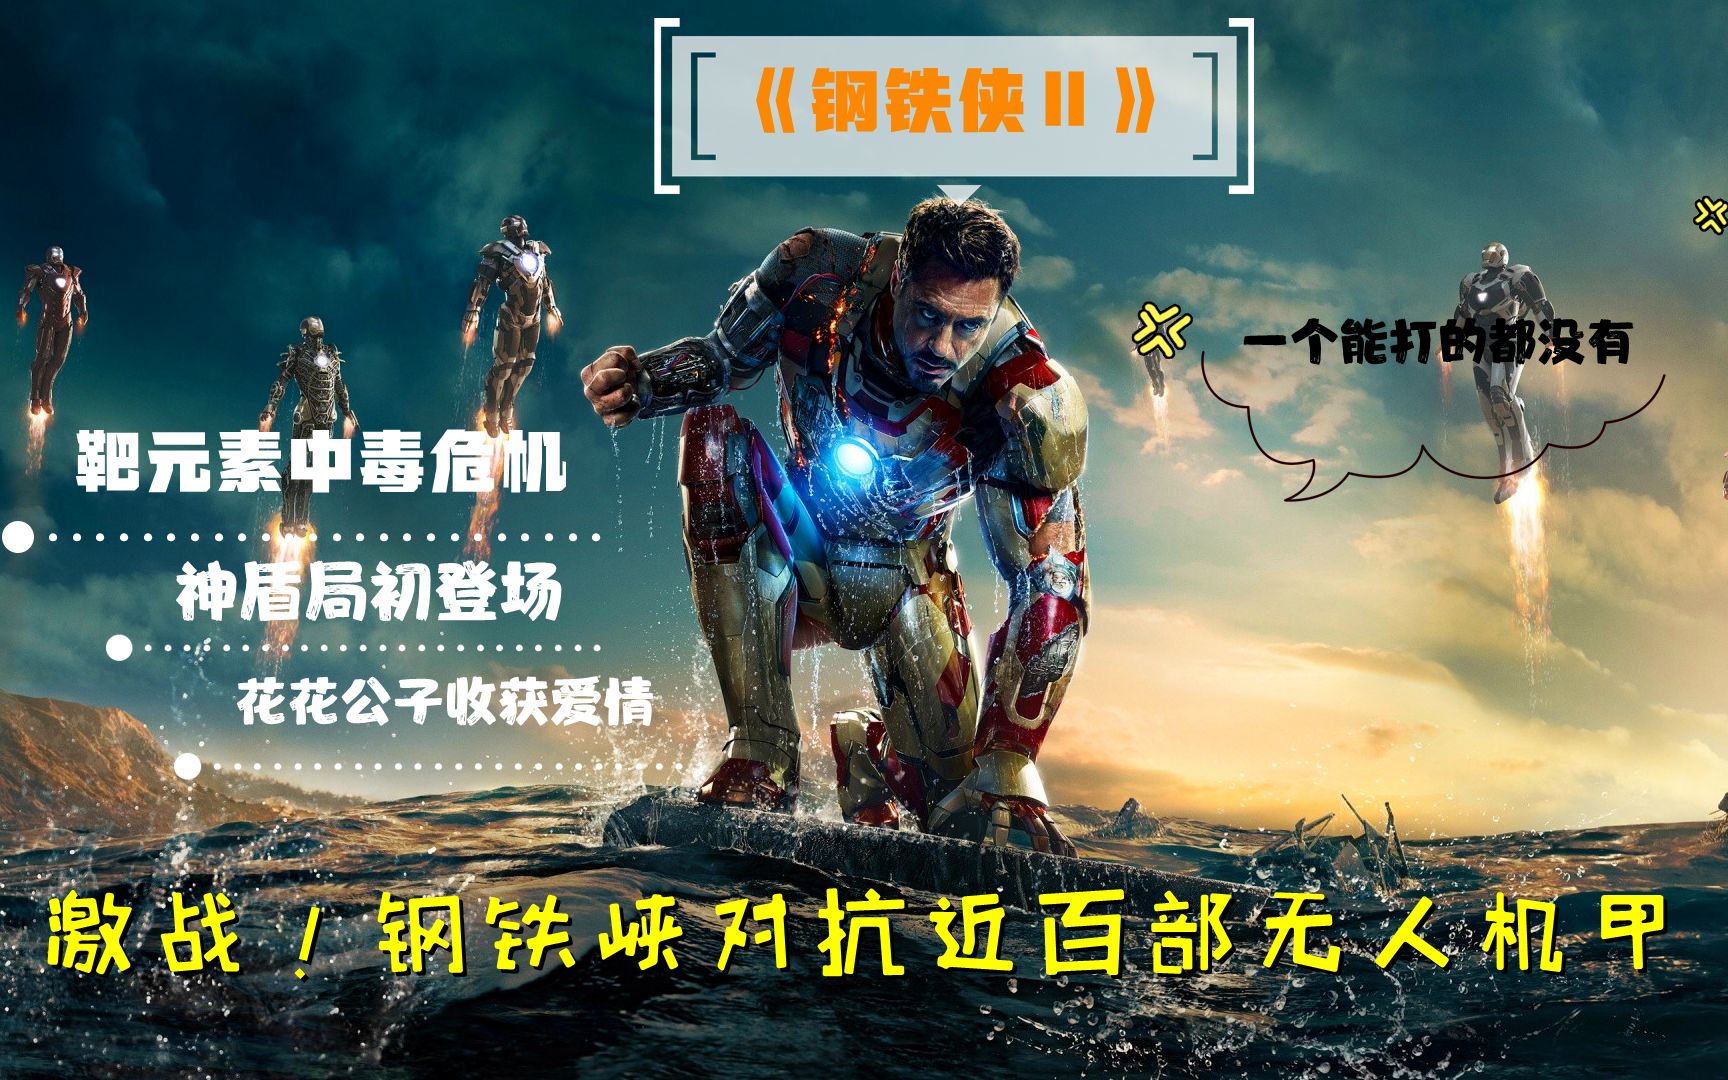 《钢铁侠Ⅱ》
一个能打的都没有
靶元素中毒危机
神盾局初登场
花花公子收获爱情
激战！钢铁峡对抗近百部无人机甲